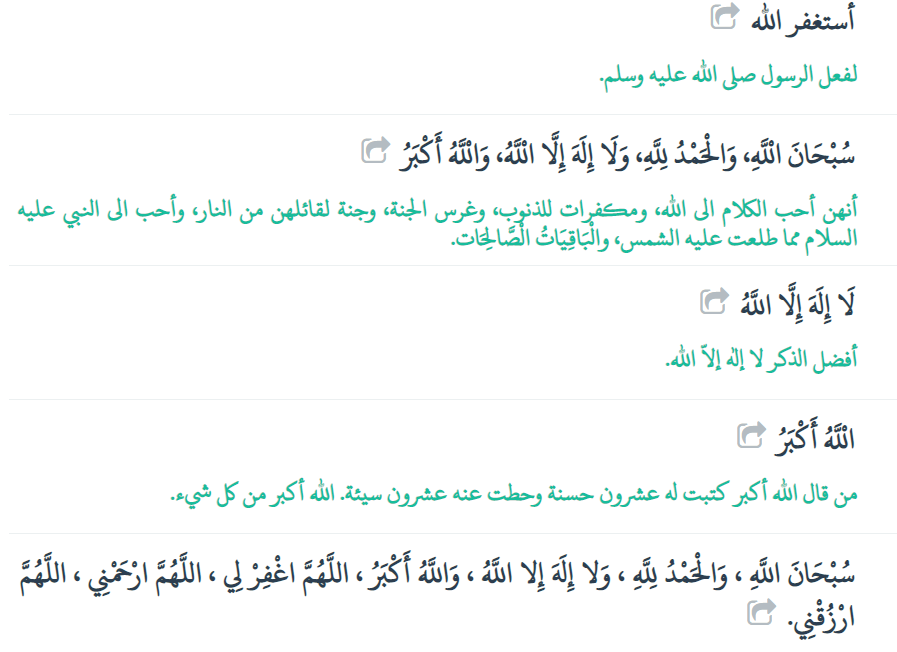 أستغفر الله
لفعل الرسول صلى الله عليه وسلم.
سُبْحَانَ اللَّهِ، وَالْحَمْدُ لِلَّهِ، وَلَا إِلَهَ إِلَّا اللَّهُ، وَاللَّهُ أَكْبَرُ
أنهن أحب الكلام الى الله، ومكفرات للذنوب، وغرس الجنة، وجنة لقائلهن من النار، وأحب الى النبي عليه
السلام مما طلعت عليه الشمس، والْبَاقِيَاتُ الْصَّالِحَات.
لَا إِلَهَ إِلَّا اللَّهُ
أفضل الذكر لا إلهَ إلاّ الله.
اللَّهُ أَكْبَرُ
من قال الله أكبر كتبت له عشرون حسنة وحطت عنه عشرون سيئة. الله أكبر من كل شيء.
سُبْحَانَ اللَّهِ ، وَالْحَمْدُ لِلَّهِ ، وَلا إِلَهَ إِلا اللَّهُ ، وَاللَّهُ أَكْبَرُ ، اللَّهُمَّ اغْفِرْ لِي ، اللَّهُمَّ ارْحَمْنِي ، اللَّهُمَّ
ارْزُقْنِي.